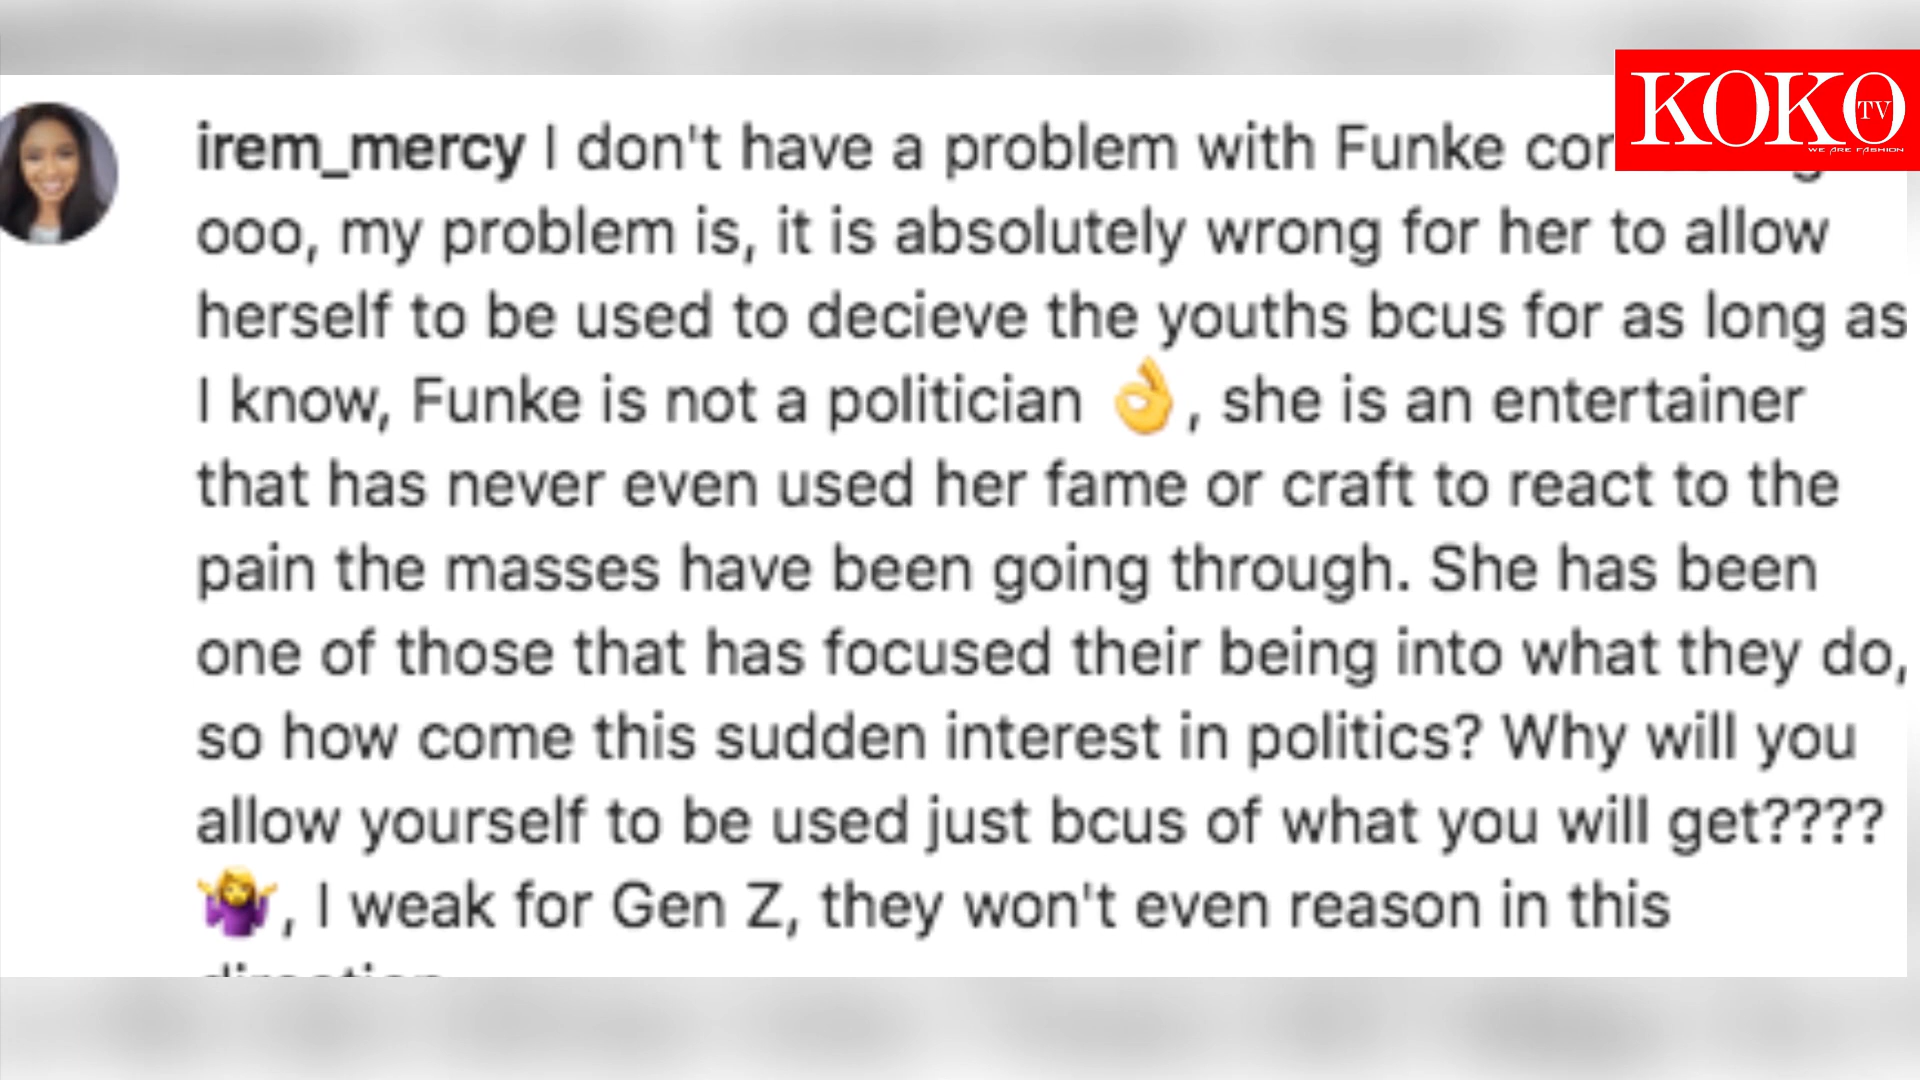 KOKO
TV
WE ARE FASHION
irem_mercy I don't have a problem with Funke
ooo, my problem is, it is absolutely wrong for her to allow
herself to be used to decieve the youths bcus for as long as
I know, Funke is not a politician 👌, she is an entertainer
that has never even used her fame or craft to react to the
pain the masses have been going through. She has been
one of those that has focused their being into what they do,
so how come this sudden interest in politics? Why will you
allow yourself to be used just bcus of what you will get????
🤷‍♀️, I weak for Gen Z, they won't even reason in this